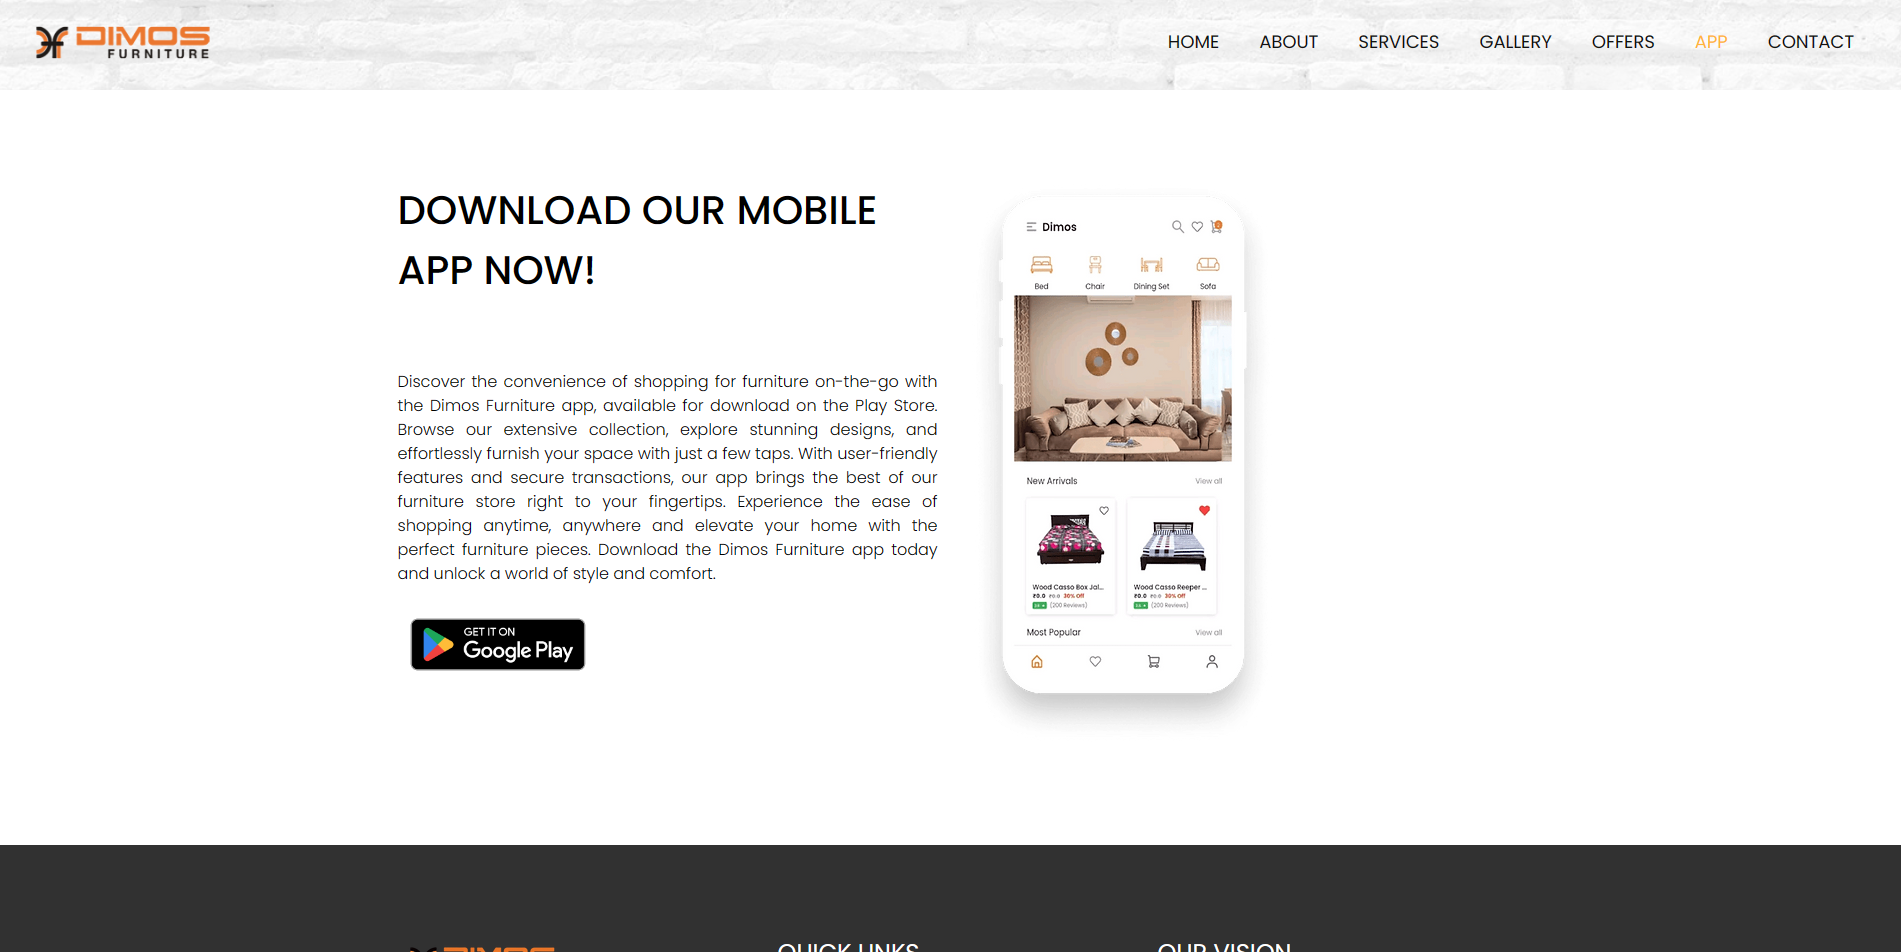 DIMOS
FURNITURE
HOME
ABOUT
SERVICES
GALLERY
OFFERS
APP
CONTACT
DOWNLOAD OUR MOBILE
APP NOW!
Discover the convenience of shopping for furniture on-the-go with
the Dimos Furniture app, available for download on the Play Store.
Browse our extensive collection, explore stunning designs, and
effortlessly furnish your space with just a few taps. With user-friendly
features and secure transactions, our app brings the best of our
furniture store right to your fingertips. Experience the ease of
shopping anytime, anywhere and elevate your home with the
perfect furniture pieces. Download the Dimos Furniture app today
and unlock a world of style and comfort.
GET IT ON
Google Play
Dimos
Bed
Chair
Dining Set
Sofa
New Arrivals
View all
Wood Casso Box Jal...
₹0.0 ₹0.0 30% Off
(200 Reviews)
Wood Casso Reeper ...
₹0.0 ₹0.0 30% Off
(200 Reviews)
Most Popular
View all
DIMOS
QUICK LINKS
OUR VISION